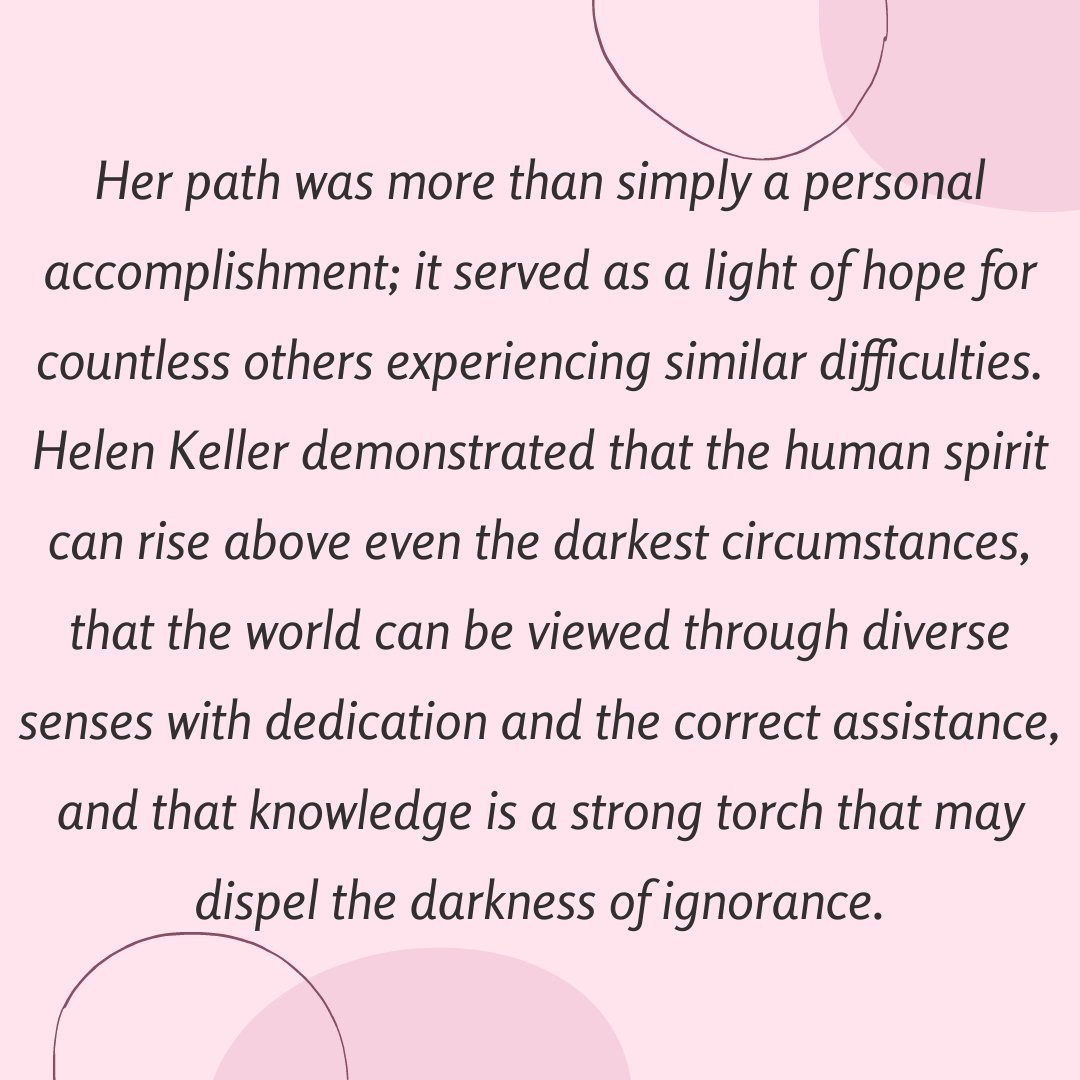 Her path was more than simply a personal
accomplishment; it served as a light of hope for
countless others experiencing similar difficulties.
Helen Keller demonstrated that the human spirit
can rise above even the darkest circumstances,
that the world can be viewed through diverse
senses with dedication and the correct assistance,
and that knowledge is a strong torch that may
dispel the darkness of ignorance.